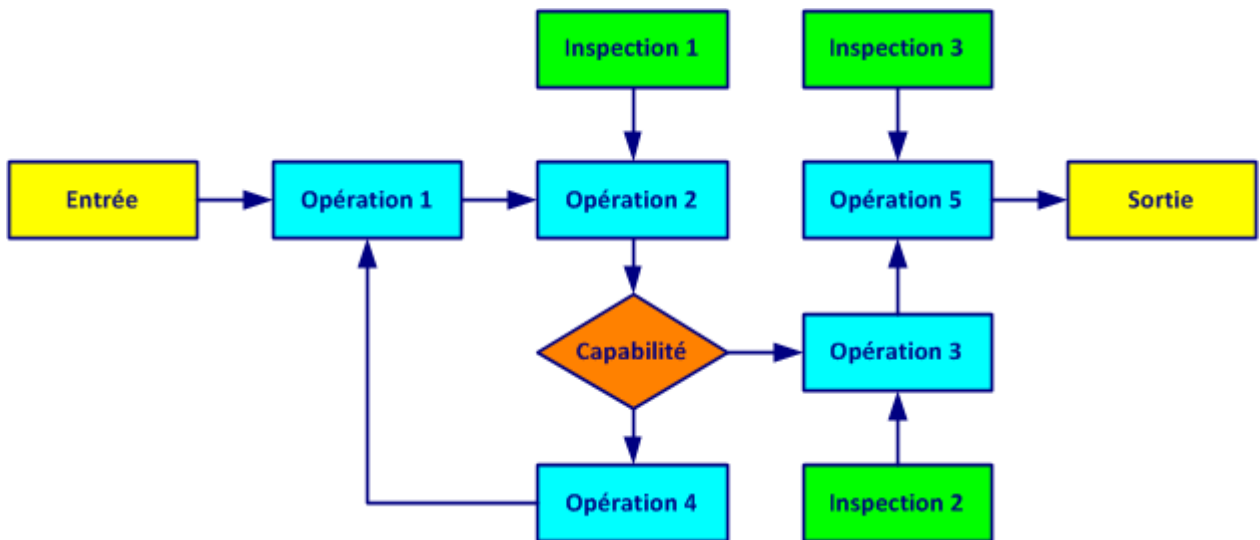 Inspection 1
Inspection 3
Entrée
Opération 1
Opération 2
Opération 5
Sortie
Capabilité
Opération 3
Opération 4
Inspection 2